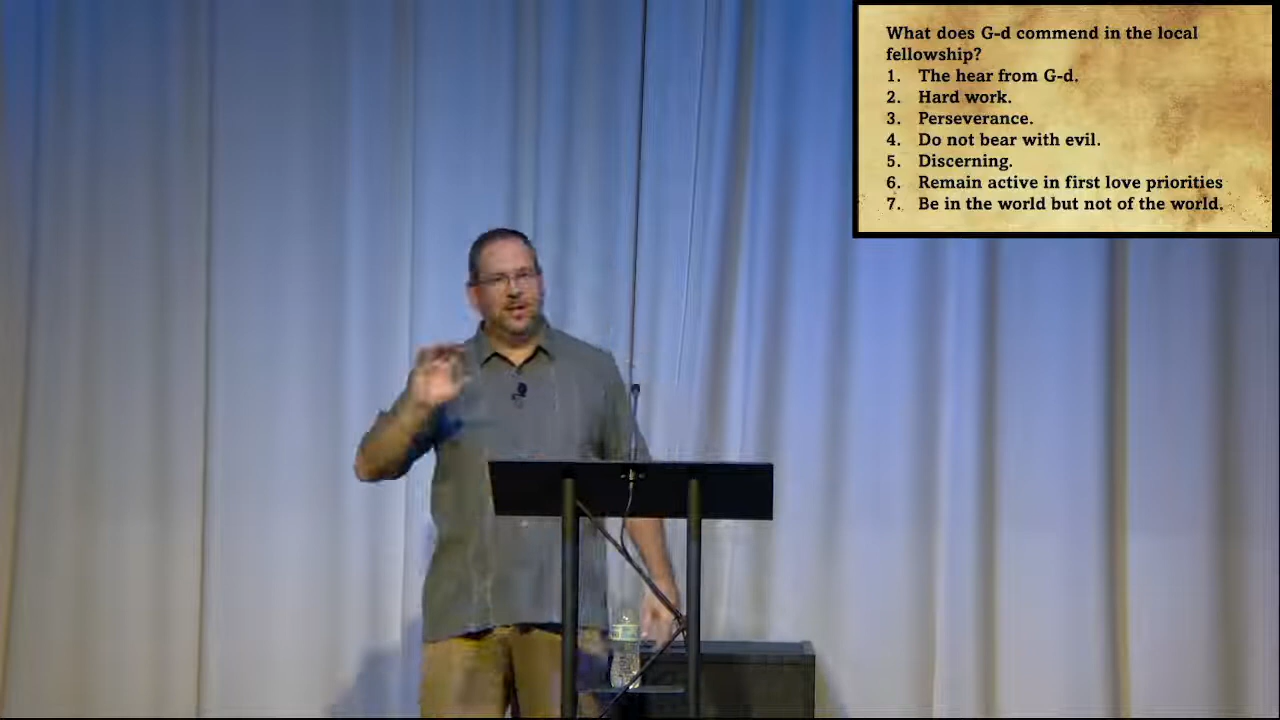 What does G-d commend in the local
fellowship?
1. The hear from G-d.
2. Hard work.
3. Perseverance.
4. Do not bear with evil.
5. Discerning.
6. Remain active in first love priorities
7. Be in the world but not of the world.